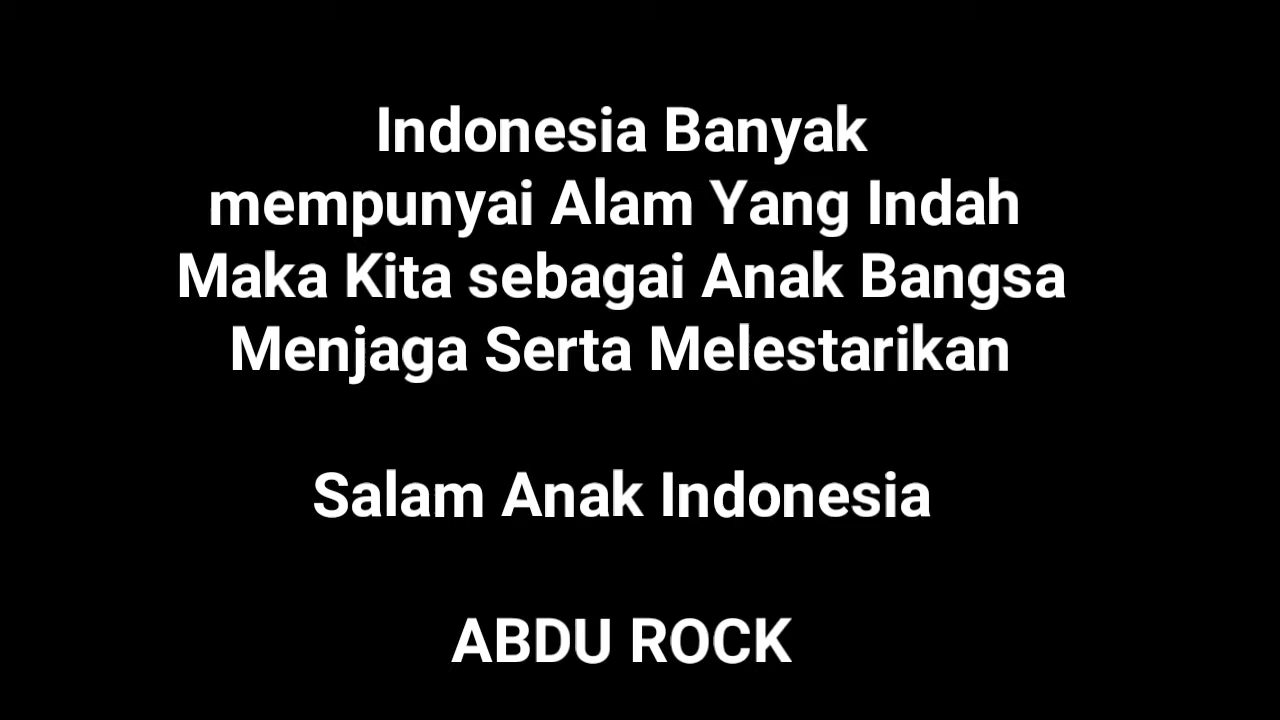 Indonesia Banyak
mempunyai Alam Yang Indah
Maka Kita sebagai Anak Bangsa
Menjaga Serta Melestarikan
Salam Anak Indonesia
ABDU ROCK